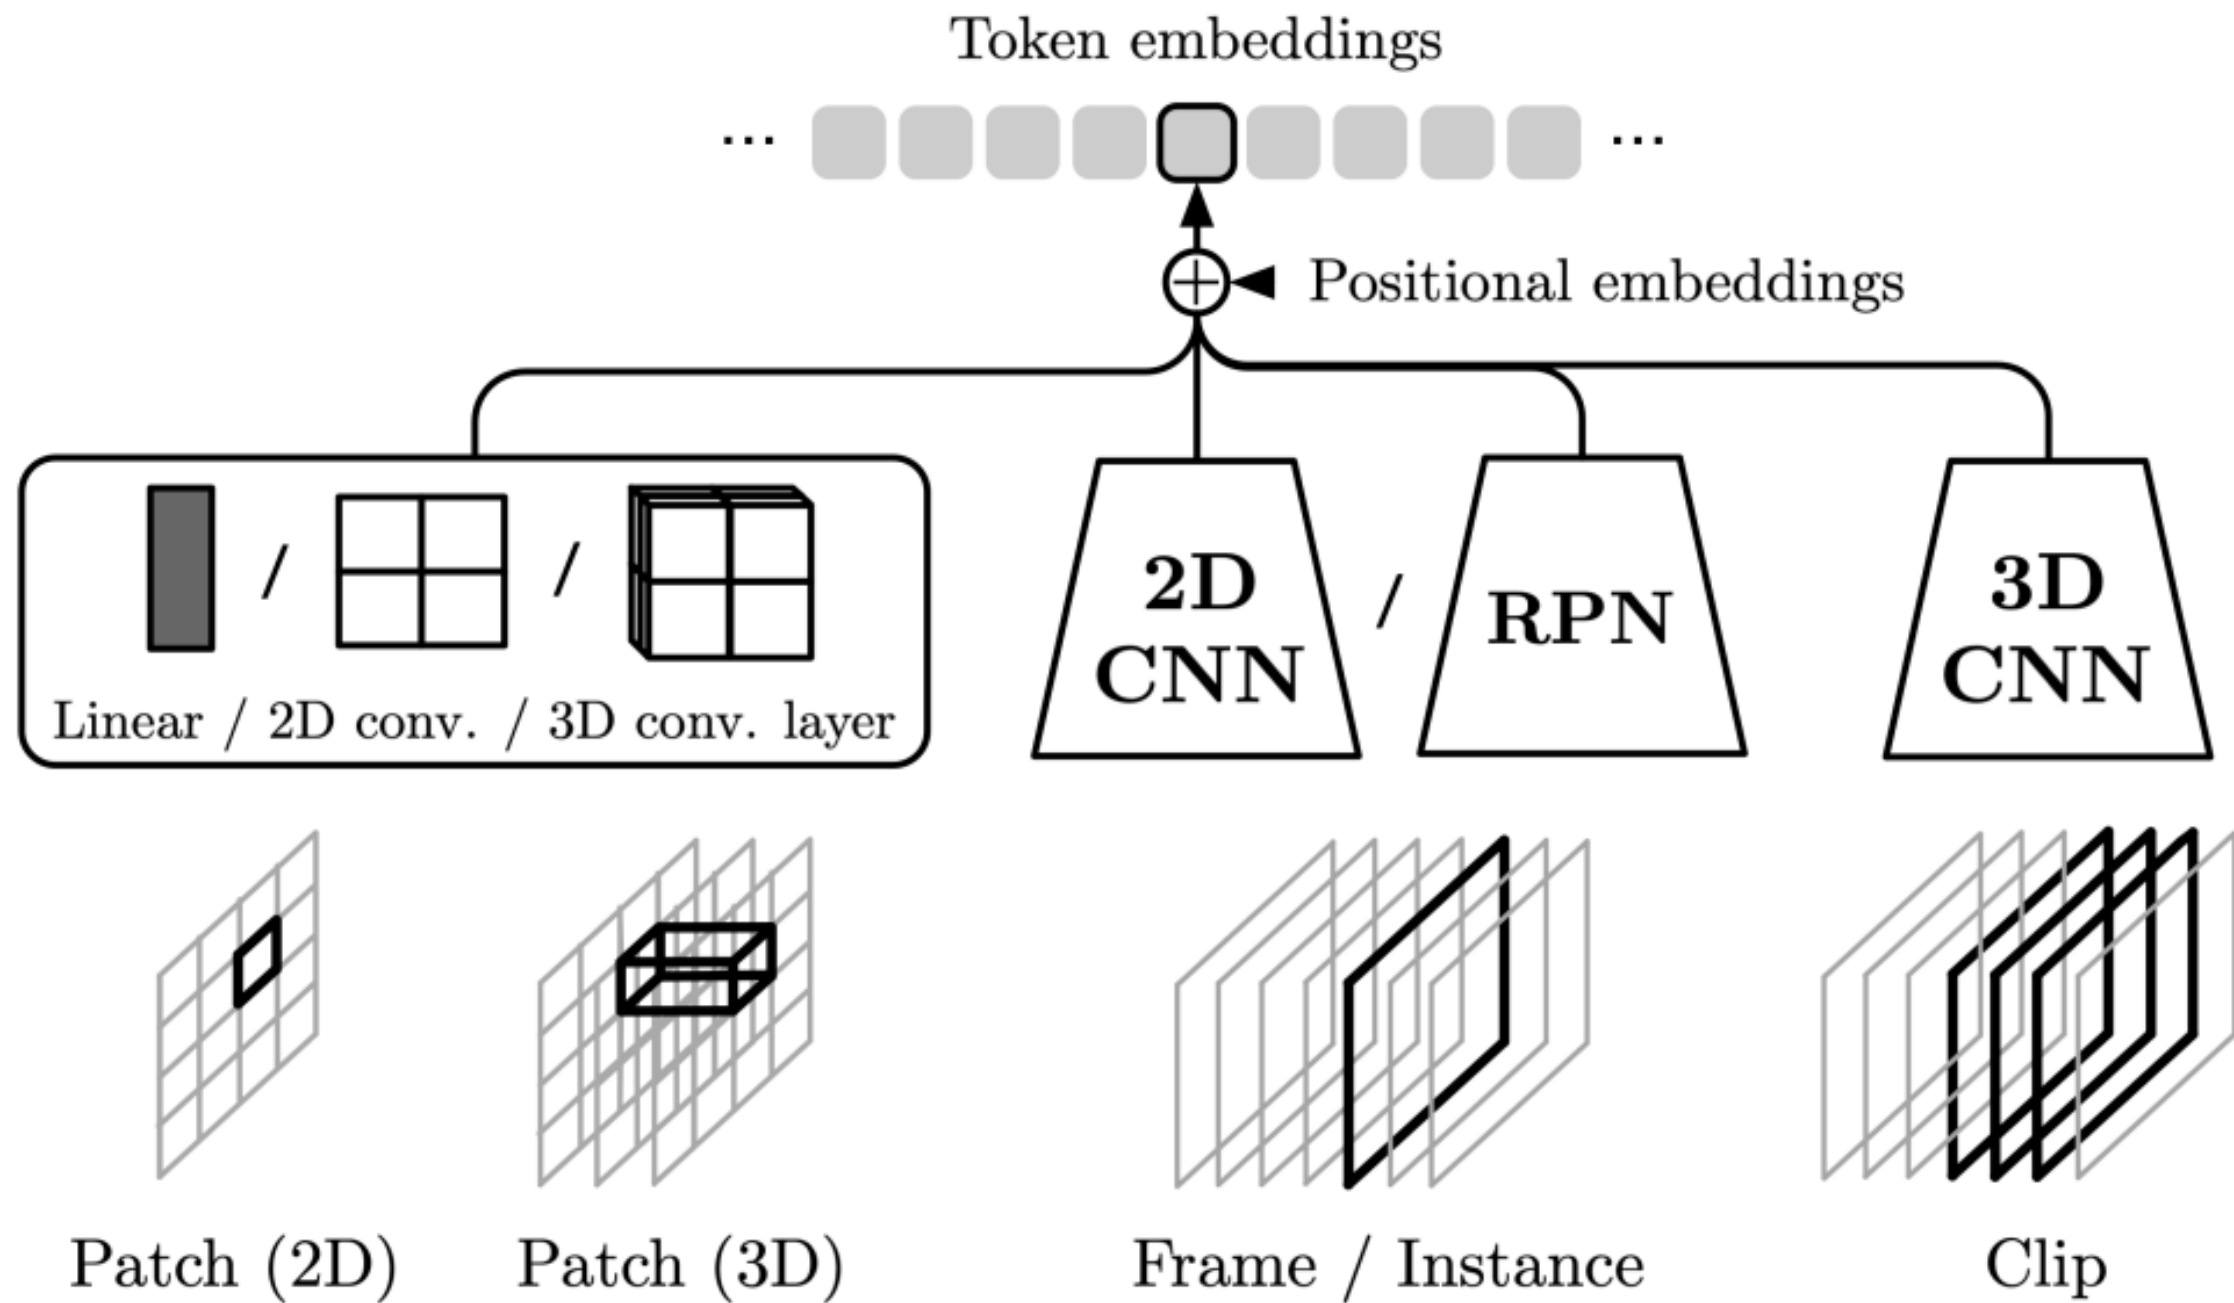 Token embeddings
... ...
Positional embeddings
/ /
Linear / 2D conv. / 3D conv. layer
2D
CNN
/
RPN
3D
CNN
Patch (2D)
Patch (3D)
Frame / Instance
Clip